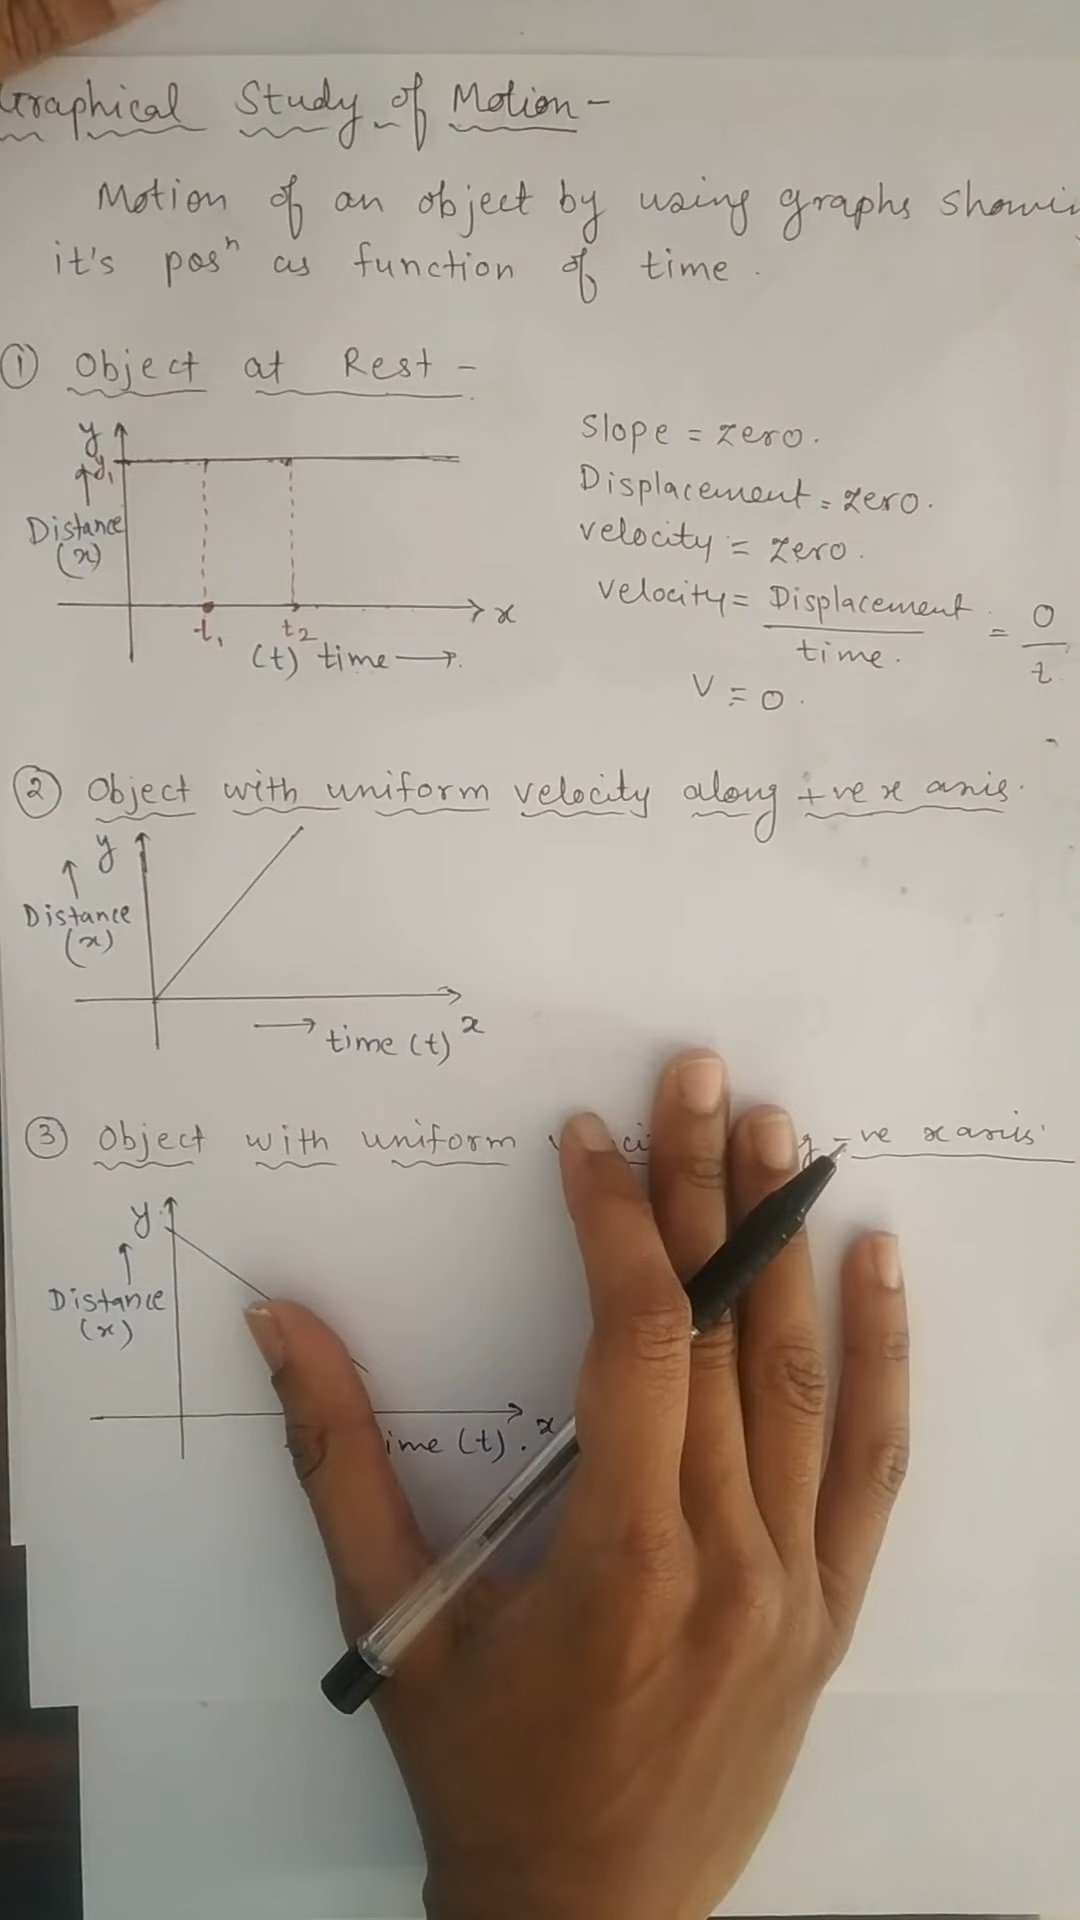 Graphical Study of Motion -
Motion of an object by using graphs showin
it's posⁿ as function of time .
① Object at Rest -
y
y₁
Distance
(x)
t₁ t₂
x
(t) time →
Slope = zero.
Displacement = zero.
velocity = zero.
velocity = Displacement / time. = 0 / t
V = 0.
② Object with uniform velocity along +ve x axis.
y
Distance
(x)
→ time (t) x
③ Object with uniform -ve x axis
y
Distance
(x)
ime (t). x